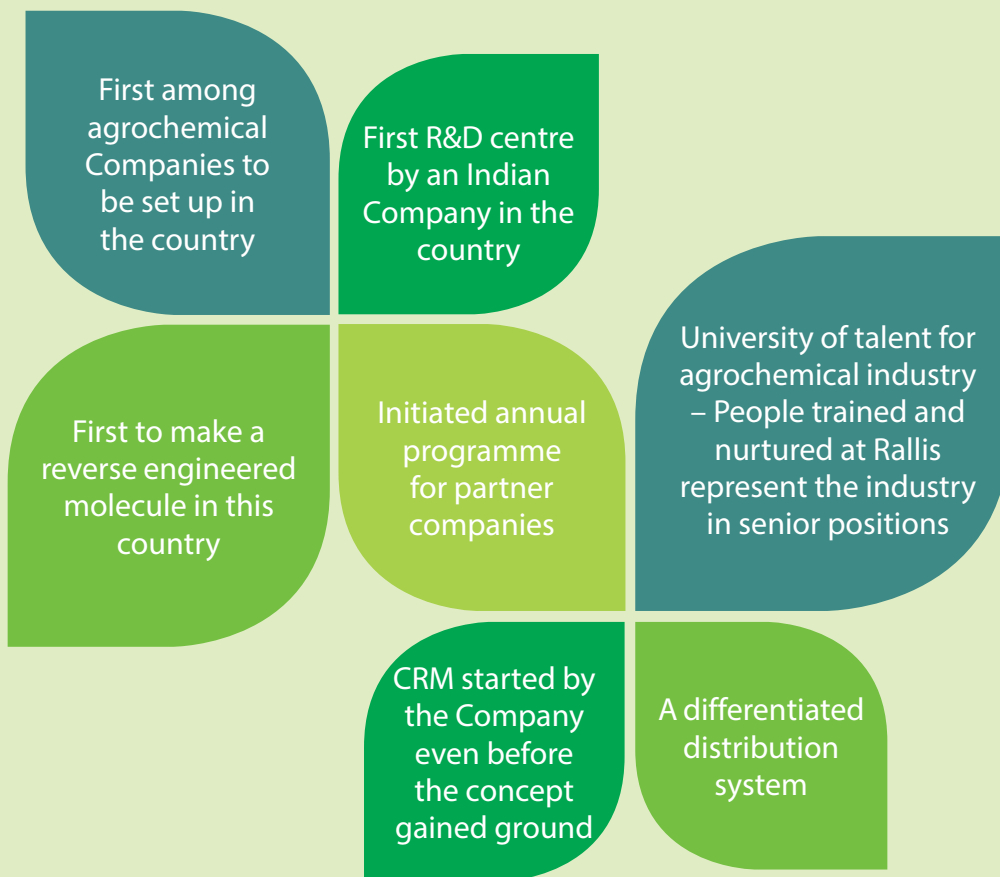 First among
agrochemical
Companies to
be set up in
the country
First R&D centre
by an Indian
Company in the
country
First to make a
reverse engineered
molecule in this
country
Initiated annual
programme
for partner
companies
University of talent for
agrochemical industry
– People trained and
nurtured at Rallis
represent the industry
in senior positions
CRM started by
the Company
even before
the concept
gained ground
A differentiated
distribution
system